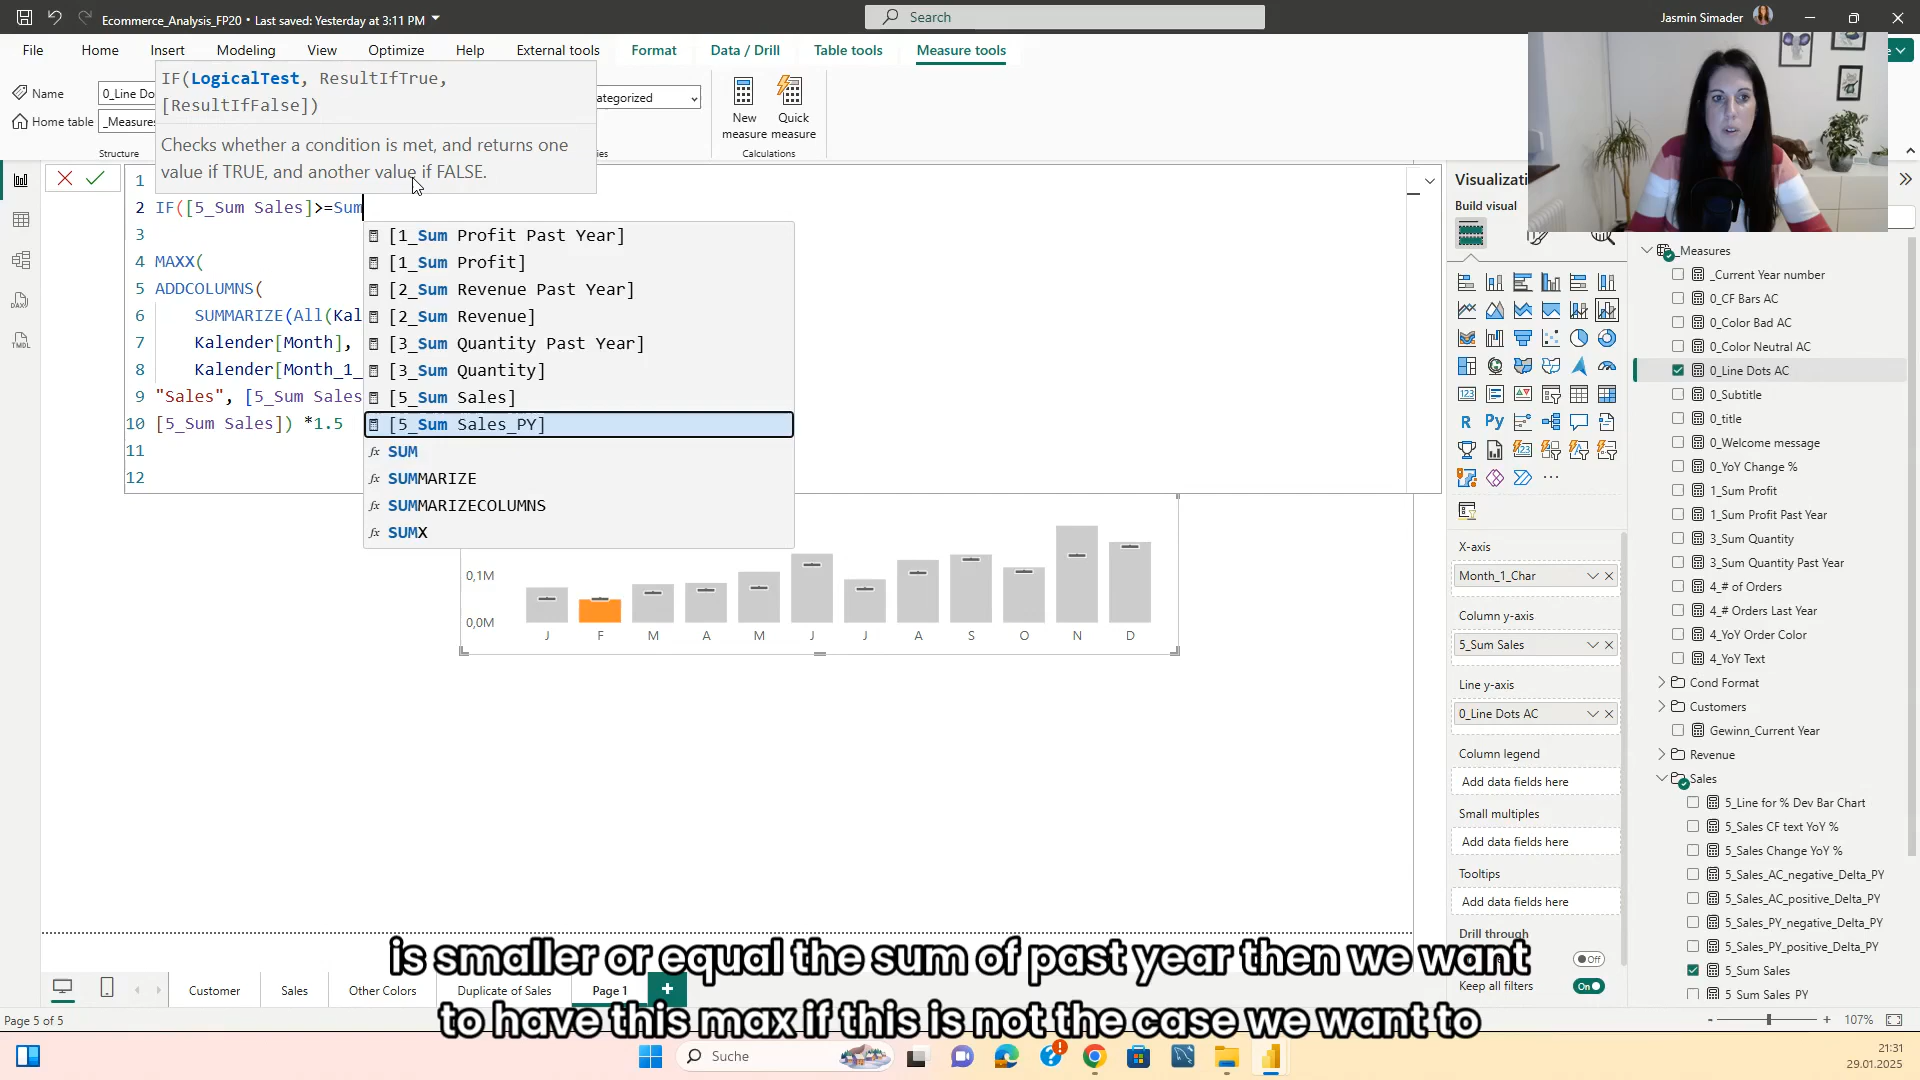 Ecommerce_Analysis_FP20 • Last saved: Yesterday at 3:11 PM
Search
Jasmin Simader
File Home Insert Modeling View Optimize Help External tools Format Data / Drill Table tools Measure tools
IF(LogicalTest, ResultIfTrue,
[ResultIfFalse])
Checks whether a condition is met, and returns one
value if TRUE, and another value if FALSE.
Name
0_Line Do
Home table
_Measures
Structure
ategorized
New
measure
Quick
measure
Calculations
1
2 IF([5_Sum Sales]>=Sum
3
4 MAXX(
5 ADDCOLUMNS(
6 SUMMARIZE(All(Kal
7 Kalender[Month],
8 Kalender[Month_1_
9 "Sales", [5_Sum Sales
10 [5_Sum Sales]) *1.5
11
12
[1_Sum Profit Past Year]
[1_Sum Profit]
[2_Sum Revenue Past Year]
[2_Sum Revenue]
[3_Sum Quantity Past Year]
[3_Sum Quantity]
[5_Sum Sales]
[5_Sum Sales_PY]
SUM
SUMMARIZE
SUMMARIZECOLUMNS
SUMX
0,1M
0,0M
J F M A M J J A S O N D
Visualizati
Build visual
X-axis
Month_1_Char
Column y-axis
5_Sum Sales
Line y-axis
0_Line Dots AC
Column legend
Add data fields here
Small multiples
Add data fields here
Tooltips
Add data fields here
Drill through
Off
Keep all filters
On
_Measures
_Current Year number
0_CF Bars AC
0_Color Bad AC
0_Color Neutral AC
0_Line Dots AC
0_Subtitle
0_title
0_Welcome message
0_YoY Change %
1_Sum Profit
1_Sum Profit Past Year
3_Sum Quantity
3_Sum Quantity Past Year
4_# of Orders
4_# Orders Last Year
4_YoY Order Color
4_YoY Text
Cond Format
Customers
Gewinn_Current Year
Revenue
Sales
5_Line for % Dev Bar Chart
5_Sales CF text YoY %
5_Sales Change YoY %
5_Sales_AC_negative_Delta_PY
5_Sales_AC_positive_Delta_PY
5_Sales_PY_negative_Delta_PY
5_Sales_PY_positive_Delta_PY
5_Sum Sales
5_Sum Sales_PY
is smaller or equal the sum of past year then we want
to have this max if this is not the case we want to
Customer Sales Other Colors Duplicate of Sales Page 1
Page 5 of 5
107%
Suche
21:31
29.01.2025